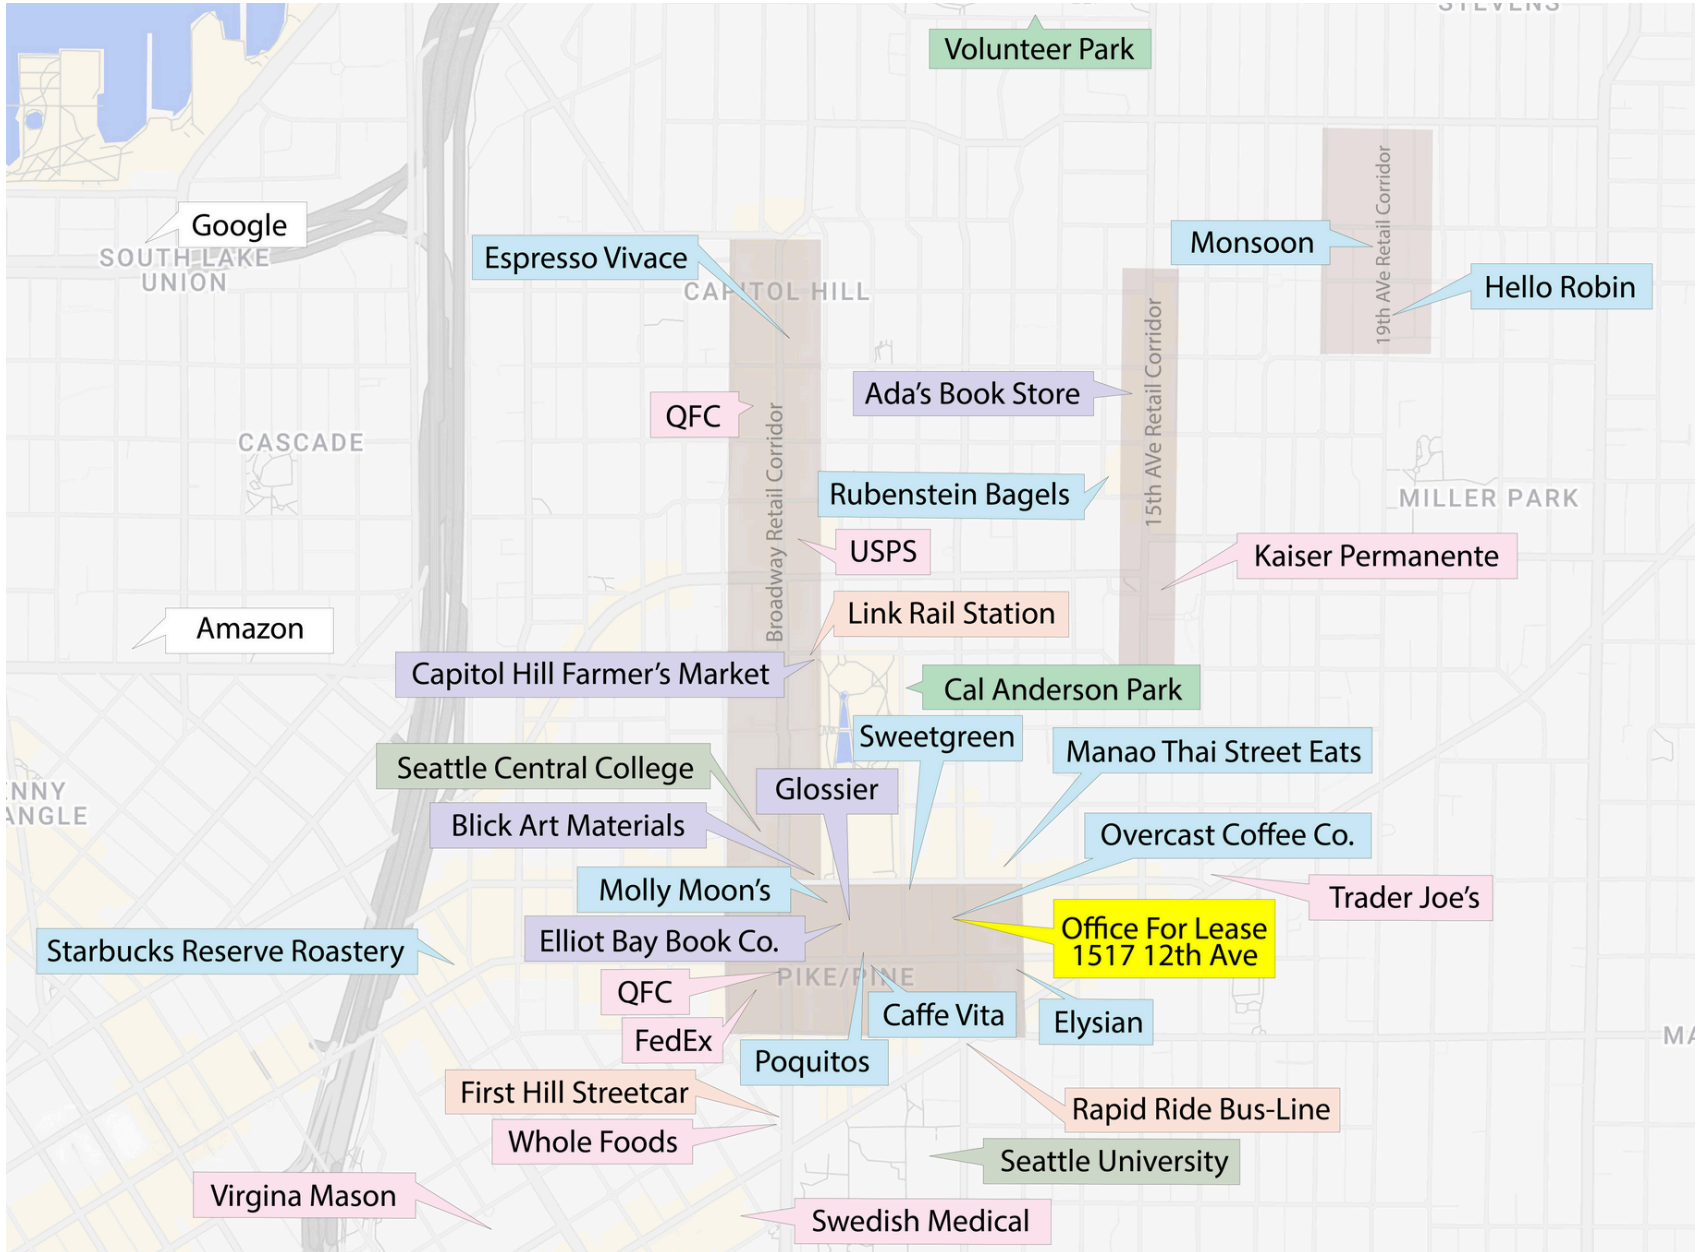 STEVENS
Volunteer Park
Google
SOUTH LAKE
UNION
Espresso Vivace
CAPITOL HILL
Monsoon
19th AVe Retail Corridor
Hello Robin
QFC
Broadway Retail Corridor
Ada's Book Store
15th AVe Retail Corridor
CASCADE
Rubenstein Bagels
MILLER PARK
USPS
Kaiser Permanente
Link Rail Station
Amazon
Capitol Hill Farmer's Market
Cal Anderson Park
Sweetgreen
Manao Thai Street Eats
Seattle Central College
Glossier
ENNY
ANGLE
Blick Art Materials
Overcast Coffee Co.
Molly Moon's
Trader Joe's
Elliot Bay Book Co.
Office For Lease
1517 12th Ave
Starbucks Reserve Roastery
PIKE/PINE
QFC
Caffe Vita
Elysian
FedEx
Poquitos
MA
First Hill Streetcar
Rapid Ride Bus-Line
Whole Foods
Seattle University
Virgina Mason
Swedish Medical